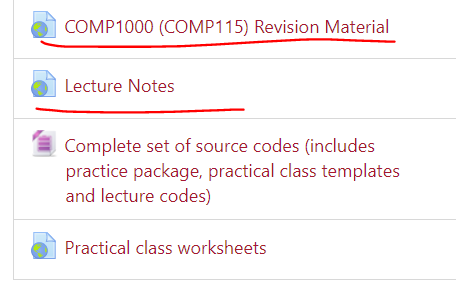 COMP1000 (COMP115) Revision Material
Lecture Notes
Complete set of source codes (includes
practice package, practical class templates
and lecture codes)
Practical class worksheets